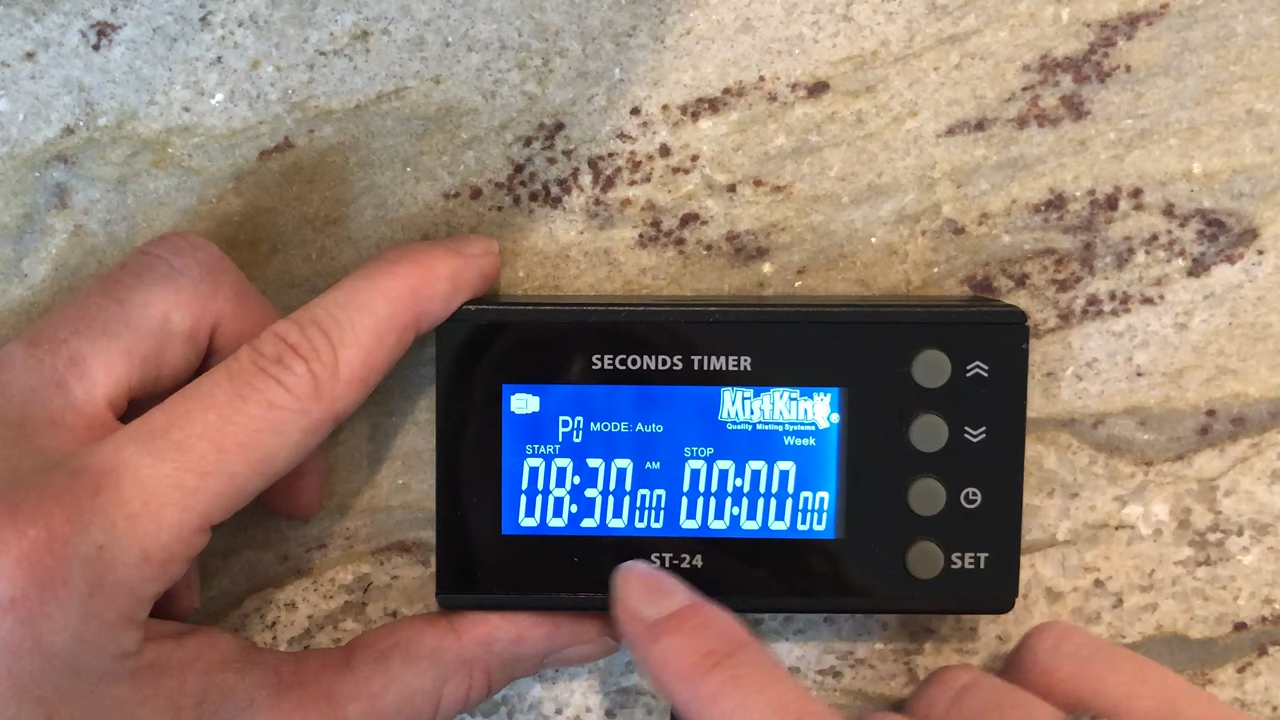 SECONDS TIMER
MistKing®
Quality Misting Systems
P0 MODE: Auto
Week
START
STOP
08:30 00 AM
00:00 00
ST-24
SET